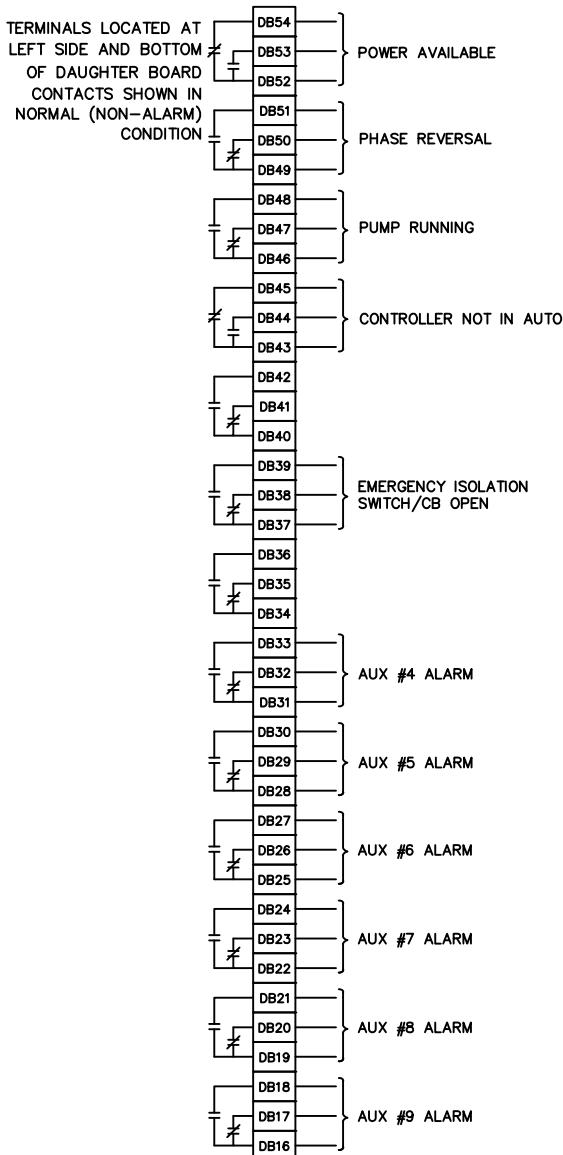 TERMINALS LOCATED AT
LEFT SIDE AND BOTTOM
OF DAUGHTER BOARD
CONTACTS SHOWN IN
NORMAL (NON-ALARM)
CONDITION
DB54
DB53
DB52
POWER AVAILABLE
DB51
DB50
DB49
PHASE REVERSAL
DB48
DB47
DB46
PUMP RUNNING
DB45
DB44
DB43
CONTROLLER NOT IN AUTO
DB42
DB41
DB40
DB39
DB38
DB37
EMERGENCY ISOLATION
SWITCH/CB OPEN
DB36
DB35
DB34
DB33
DB32
DB31
AUX #4 ALARM
DB30
DB29
DB28
AUX #5 ALARM
DB27
DB26
DB25
AUX #6 ALARM
DB24
DB23
DB22
AUX #7 ALARM
DB21
DB20
DB19
AUX #8 ALARM
DB18
DB17
DB16
AUX #9 ALARM